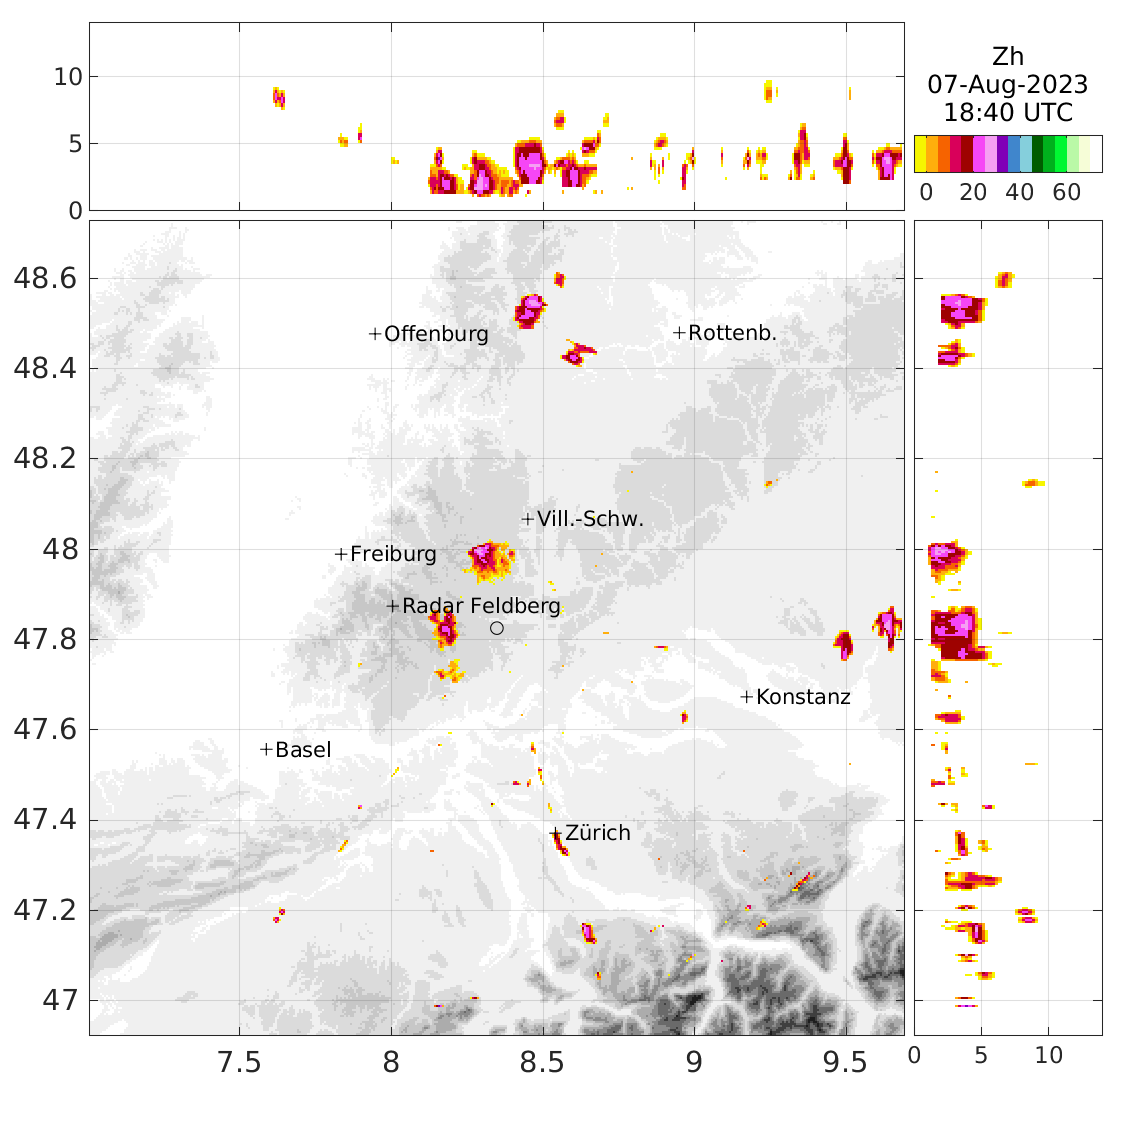 Zh
07-Aug-2023
18:40 UTC
0 20 40 60
10
5
0
48.6
48.4
48.2
48
47.8
47.6
47.4
47.2
47
+Offenburg
+Rottenb.
+Vill.-Schw.
+Freiburg
+Radar Feldberg
+Konstanz
+Basel
+Zürich
7.5 8 8.5 9 9.5
0 5 10